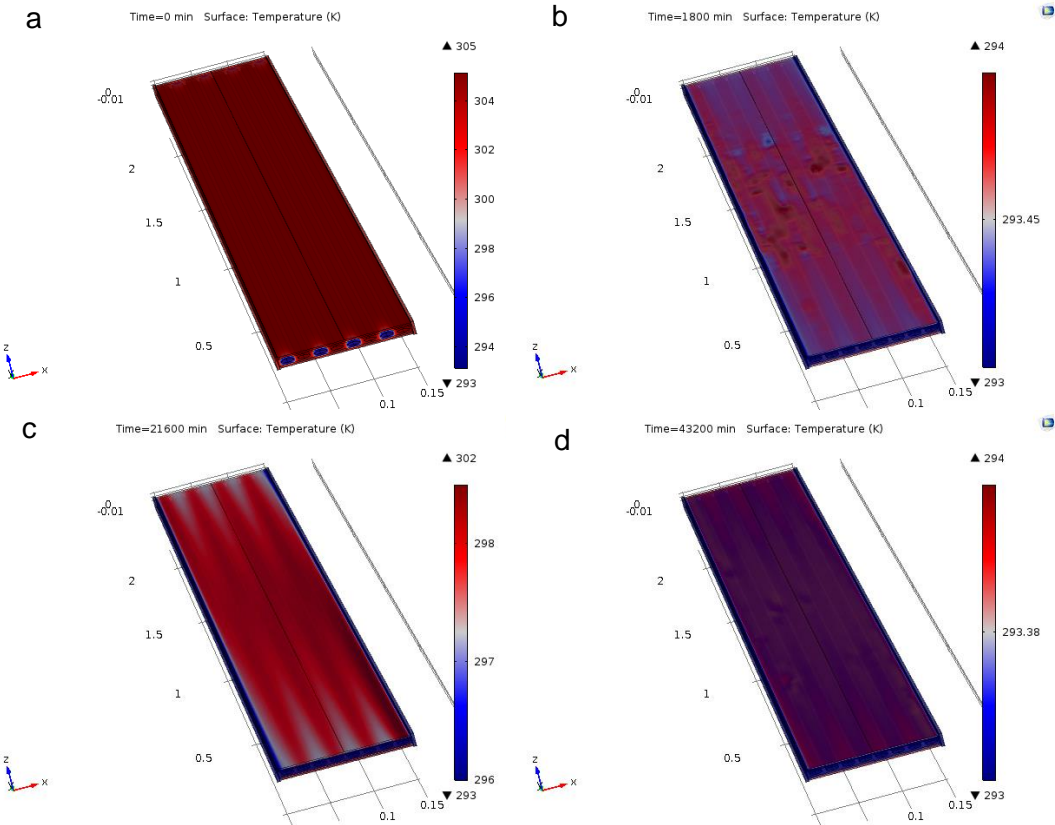 a
Time=0 min Surface: Temperature (K)
▲ 305
0
-0.01
304
302
2
300
1.5
298
1
296
0.5
294
▼ 293
0.15
0.1
z
y
x
b
Time=1800 min Surface: Temperature (K)
▲ 294
0
-0.01
2
1.5
293.45
1
0.5
▼ 293
0.15
0.1
z
y
x
c
Time=21600 min Surface: Temperature (K)
▲ 302
0
-0.01
298
2
1.5
297
1
0.5
296
▼ 293
0.15
0.1
z
y
x
d
Time=43200 min Surface: Temperature (K)
▲ 294
0
-0.01
2
1.5
293.38
1
0.5
▼ 293
0.15
0.1
z
y
x